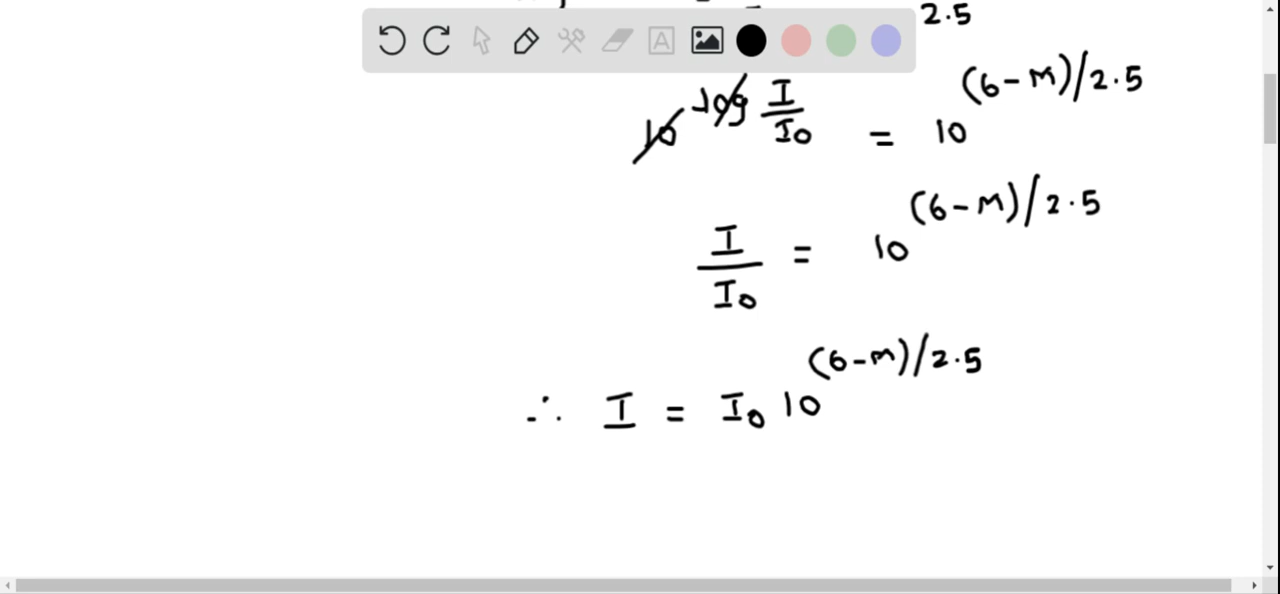 2.5
10^(log I/I₀) = 10^((6-M)/2.5)
I/I₀ = 10^((6-M)/2.5)
∴ I = I₀ 10^((6-m)/2.5)